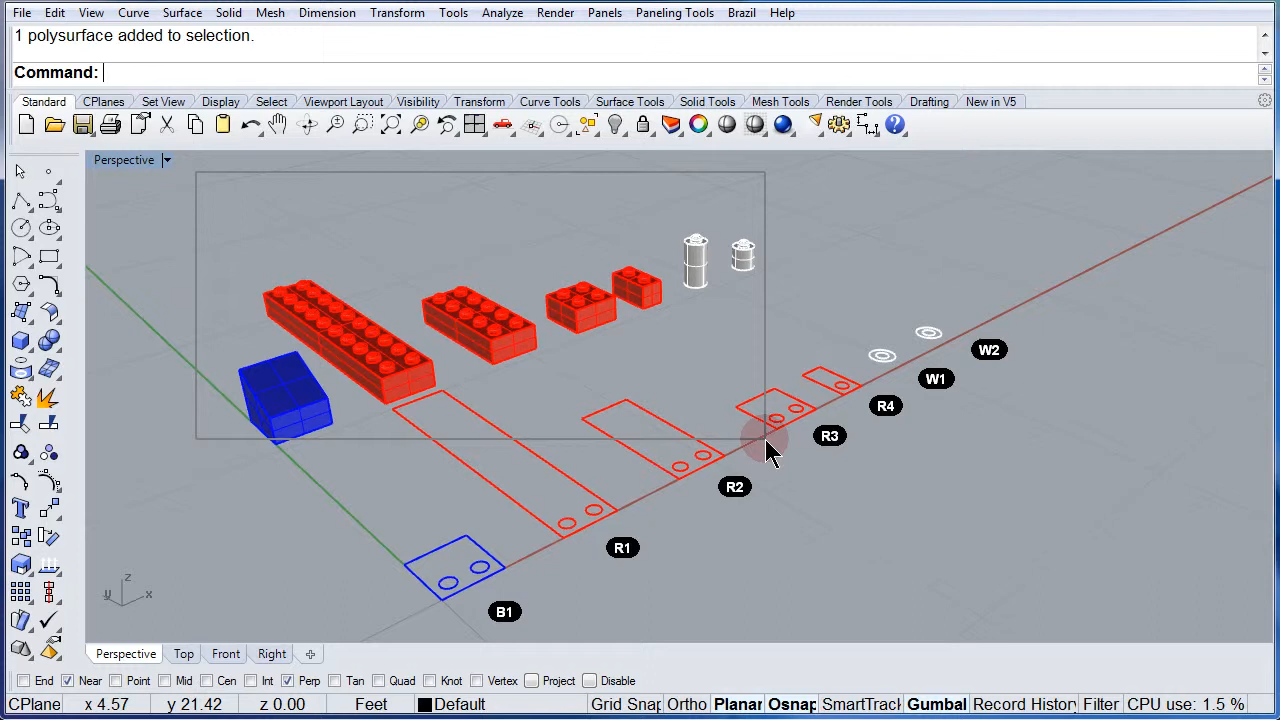 File Edit View Curve Surface Solid Mesh Dimension Transform Tools Analyze Render Panels Paneling Tools Brazil Help
1 polysurface added to selection.
Command:
Standard CPlanes Set View Display Select Viewport Layout Visibility Transform Curve Tools Surface Tools Solid Tools Mesh Tools Render Tools Drafting New in V5
Perspective
W2
W1
R4
R3
R2
R1
B1
z
y x
Perspective Top Front Right
End Near Point Mid Cen Int Perp Tan Quad Knot Vertex Project Disable
CPlane x 4.57 y 21.42 z 0.00 Feet Default Grid Snap Ortho Planar Osnap SmartTrack Gumbal Record History Filter CPU use: 1.5 %